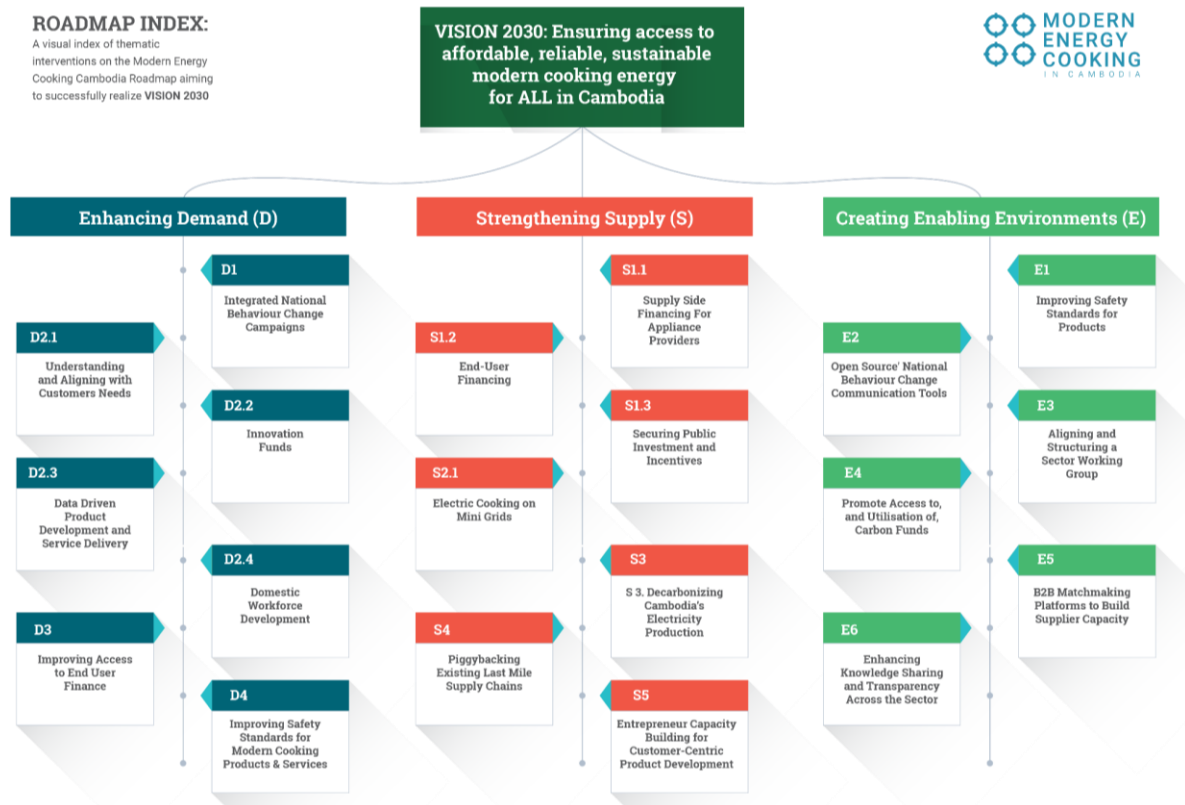 ROADMAP INDEX:
A visual index of thematic
interventions on the Modern Energy
Cooking Cambodia Roadmap aiming
to successfully realize VISION 2030
VISION 2030: Ensuring access to
affordable, reliable, sustainable
modern cooking energy
for ALL in Cambodia
MODERN
ENERGY
COOKING
IN CAMBODIA
Enhancing Demand (D)
D1
Integrated National
Behaviour Change
Campaigns
D2.1
Understanding
and Aligning with
Customers Needs
D2.2
Innovation
Funds
D2.3
Data Driven
Product
Development and
Service Delivery
D2.4
Domestic
Workforce
Development
D3
Improving Access
to End User
Finance
D4
Improving Safety
Standards for
Modern Cooking
Products & Services
Strengthening Supply (S)
S1.1
Supply Side
Financing For
Appliance
Providers
S1.2
End-User
Financing
S1.3
Securing Public
Investment and
Incentives
S2.1
Electric Cooking on
Mini Grids
S3
S 3. Decarbonizing
Cambodia's
Electricity
Production
S4
Piggybacking
Existing Last Mile
Supply Chains
S5
Entrepreneur Capacity
Building for
Customer-Centric
Product Development
Creating Enabling Environments (E)
E1
Improving Safety
Standards for
Products
E2
Open Source' National
Behaviour Change
Communication Tools
E3
Aligning and
Structuring a
Sector Working
Group
E4
Promote Access to,
and Utilisation of,
Carbon Funds
E5
B2B Matchmaking
Platforms to Build
Supplier Capacity
E6
Enhancing
Knowledge Sharing
and Transparency
Across the Sector